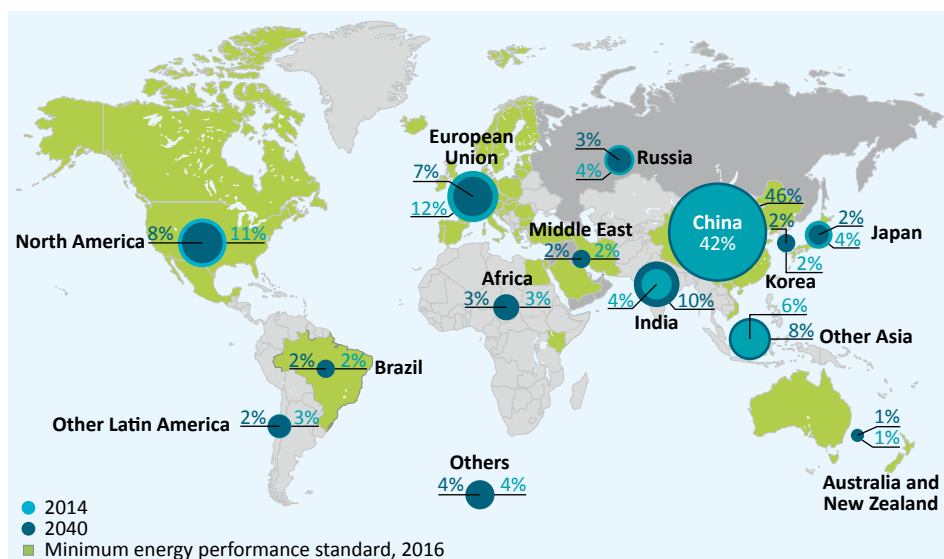 European
Union
7%
12%
3%
Russia
4%
North America
8%
11%
Middle East
2%
2%
China
42%
46%
2%
Korea
2%
2%
Japan
4%
Africa
3%
3%
4%
India
10%
6%
8%
Other Asia
2%
2%
Brazil
Other Latin America
2%
3%
1%
1%
Australia and
New Zealand
Others
4%
4%
2014
2040
Minimum energy performance standard, 2016